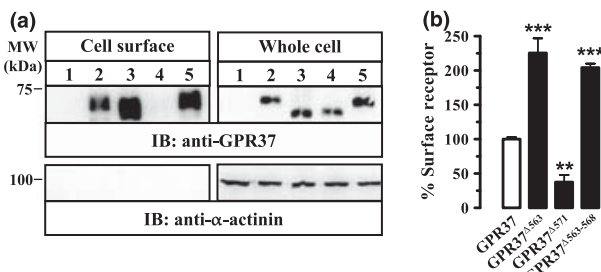 (a)
MW
(kDa)
Cell surface
Whole cell
1 2 3 4 5
1 2 3 4 5
75
IB: anti-GPR37
100
IB: anti-α-actinin
(b)
% Surface receptor
250
200
150
100
50
0
***
**
***
GPR37
GPR37Δ563
GPR37Δ571
GPR37Δ563-568